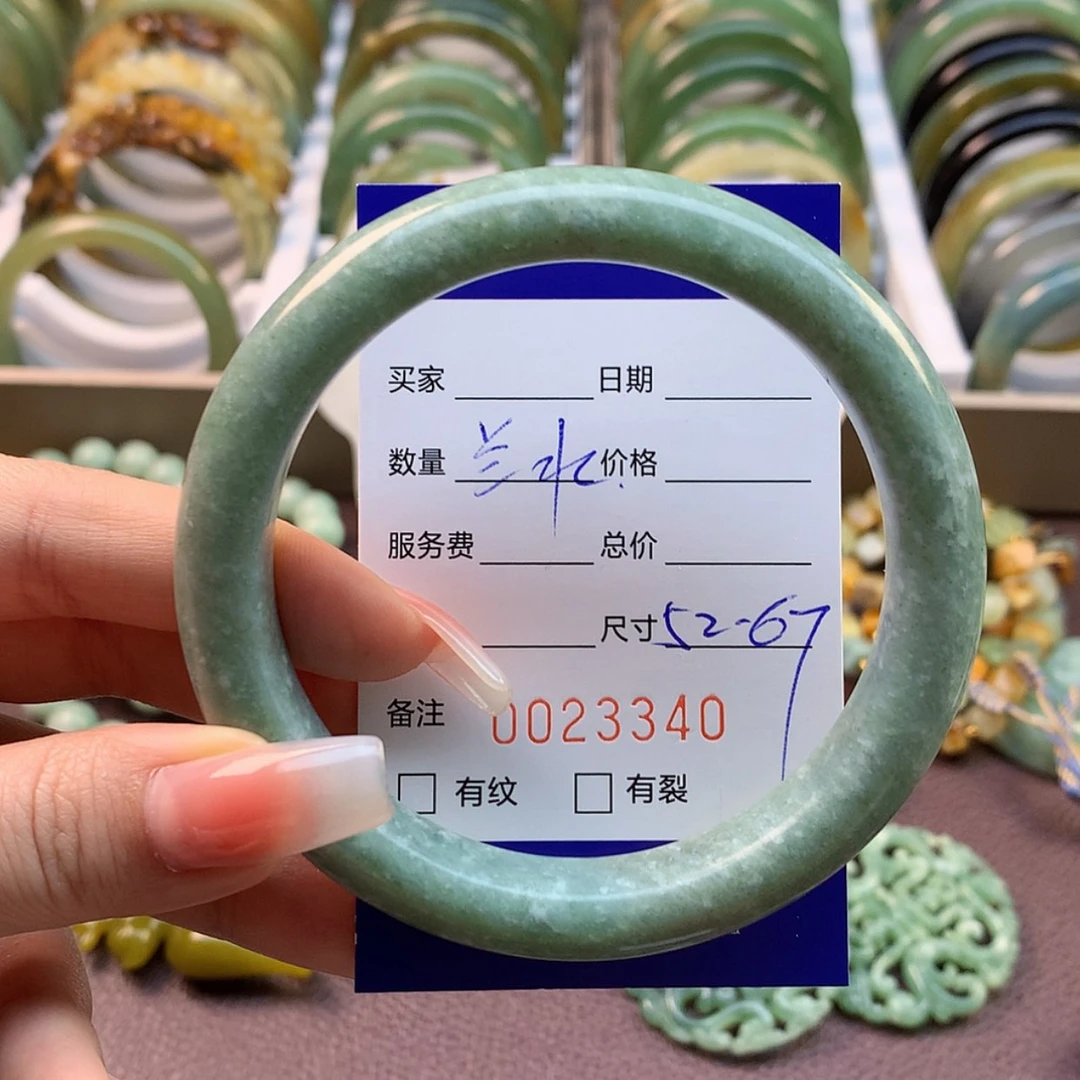 买家 日期
数量 兰水 价格
服务费 总价
尺寸 52-67
备注 0023340
有纹 有裂